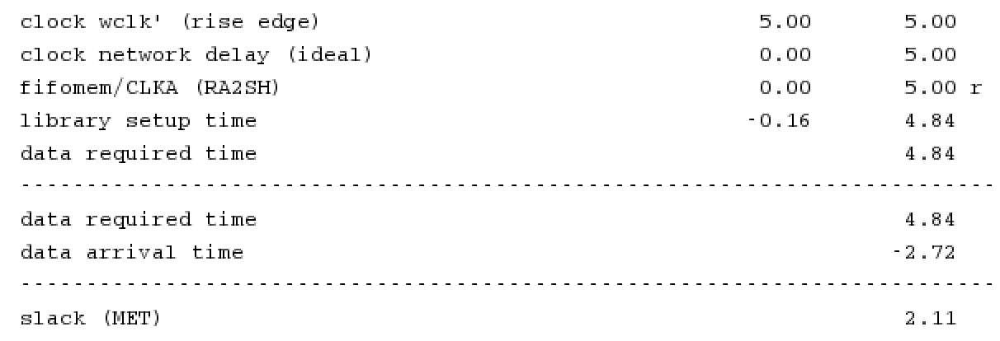 clock wclk' (rise edge) 5.00 5.00
clock network delay (ideal) 0.00 5.00
fifomem/CLKA (RA2SH) 0.00 5.00 r
library setup time -0.16 4.84
data required time 4.84
--------------------------------------------------------------------------
data required time 4.84
data arrival time -2.72
--------------------------------------------------------------------------
slack (MET) 2.11